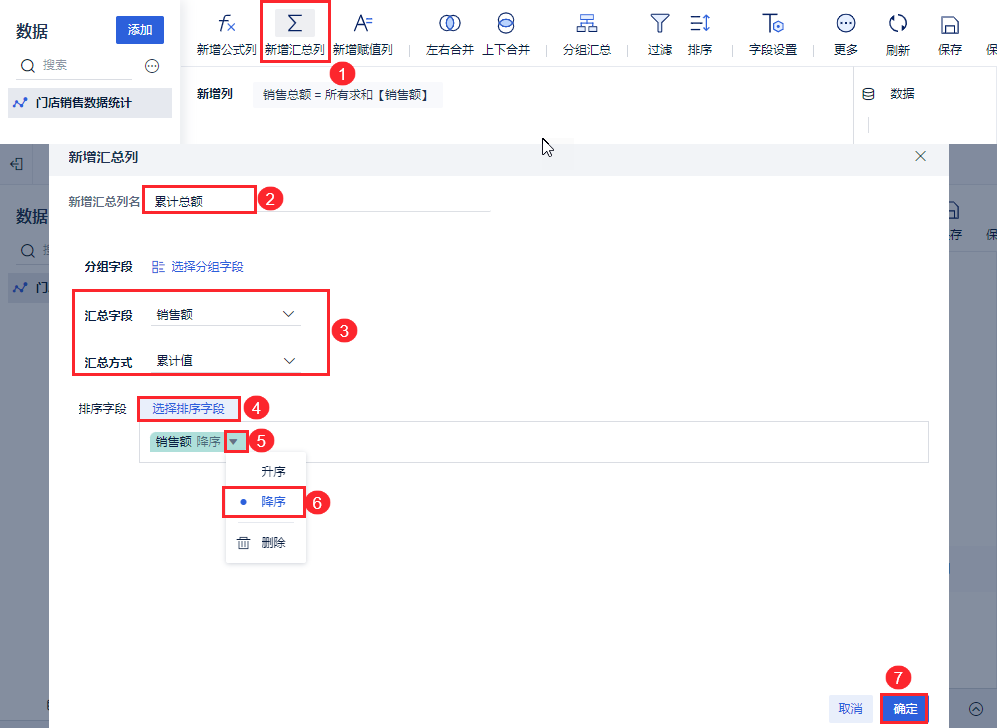 数据
添加
新增公式列
新增汇总列
新增赋值列
左右合并
上下合并
分组汇总
过滤
排序
字段设置
更多
刷新
保存
搜索
1
门店销售数据统计
新增列
销售总额 = 所有求和【销售额】
数据
新增汇总列
新增汇总列名
累计总额
2
数据
存
分组字段
选择分组字段
门
汇总字段
销售额
3
汇总方式
累计值
排序字段
选择排序字段
4
销售额 降序
5
升序
降序
6
删除
7
取消
确定